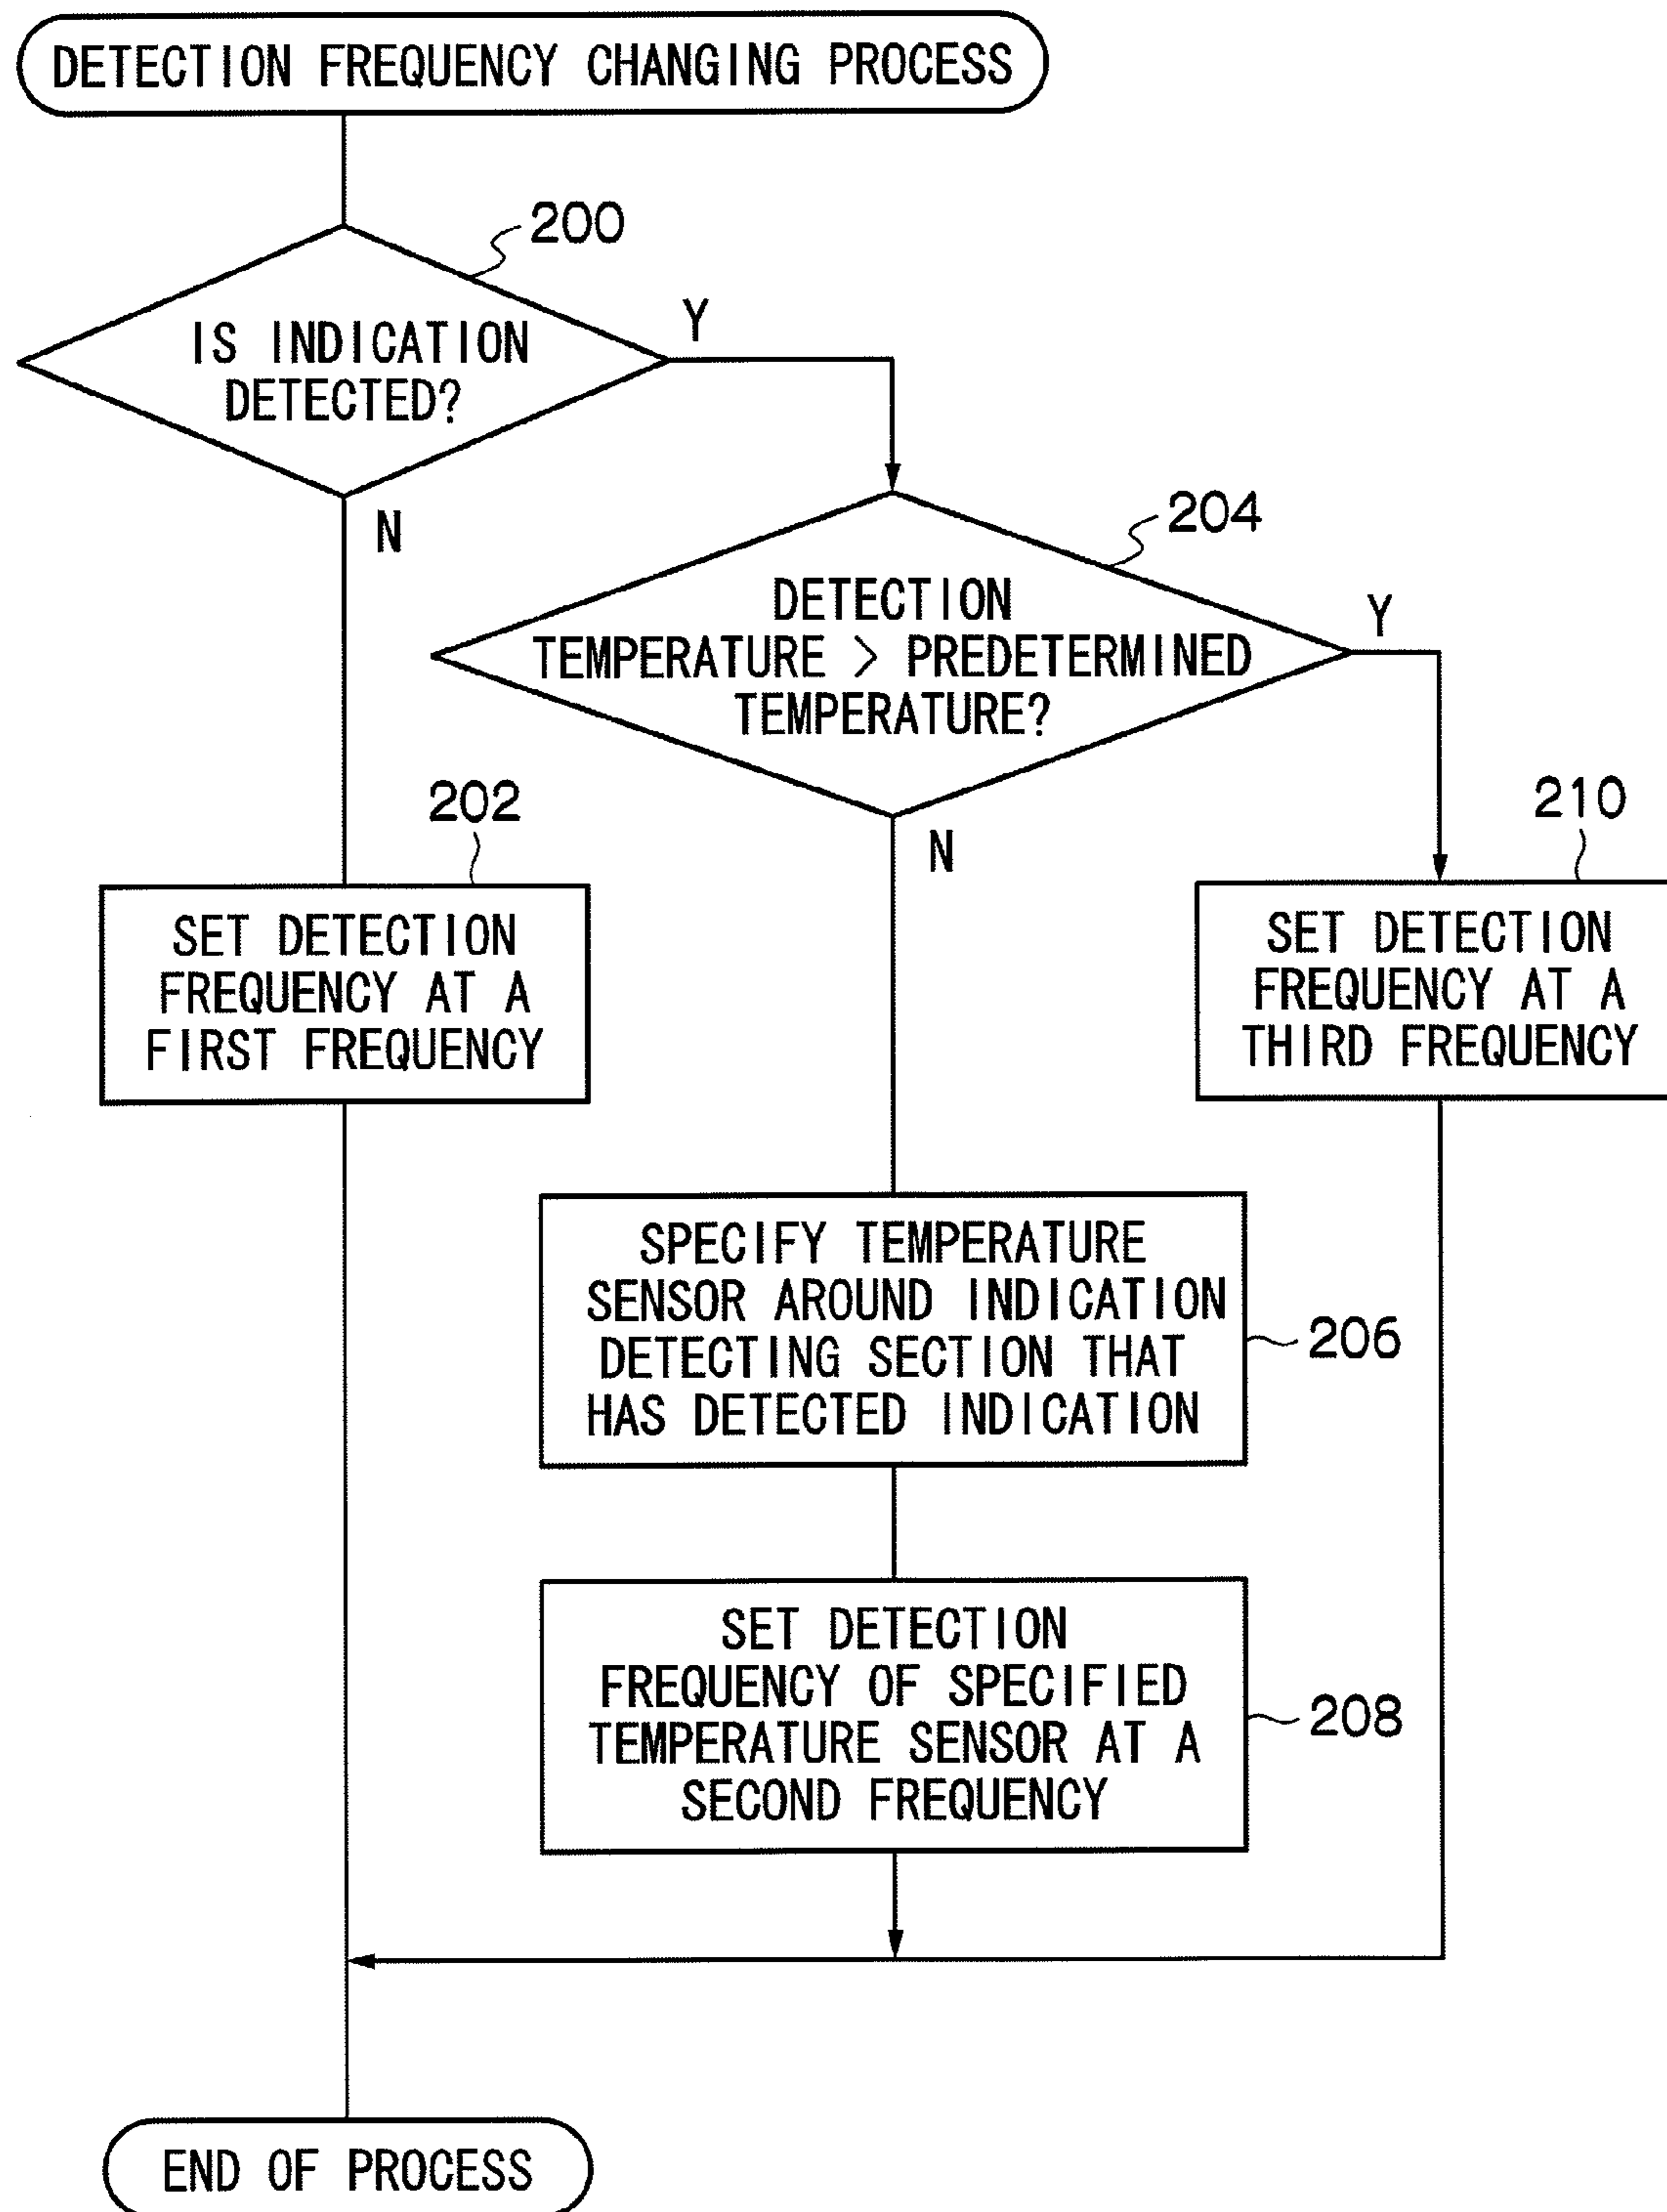 DETECTION FREQUENCY CHANGING PROCESS
200
IS INDICATION
DETECTED?
Y
N
204
DETECTION
TEMPERATURE > PREDETERMINED
TEMPERATURE?
Y
N
202
SET DETECTION
FREQUENCY AT A
FIRST FREQUENCY
210
SET DETECTION
FREQUENCY AT A
THIRD FREQUENCY
SPECIFY TEMPERATURE
SENSOR AROUND INDICATION
DETECTING SECTION THAT
HAS DETECTED INDICATION
206
SET DETECTION
FREQUENCY OF SPECIFIED
TEMPERATURE SENSOR AT A
SECOND FREQUENCY
208
END OF PROCESS